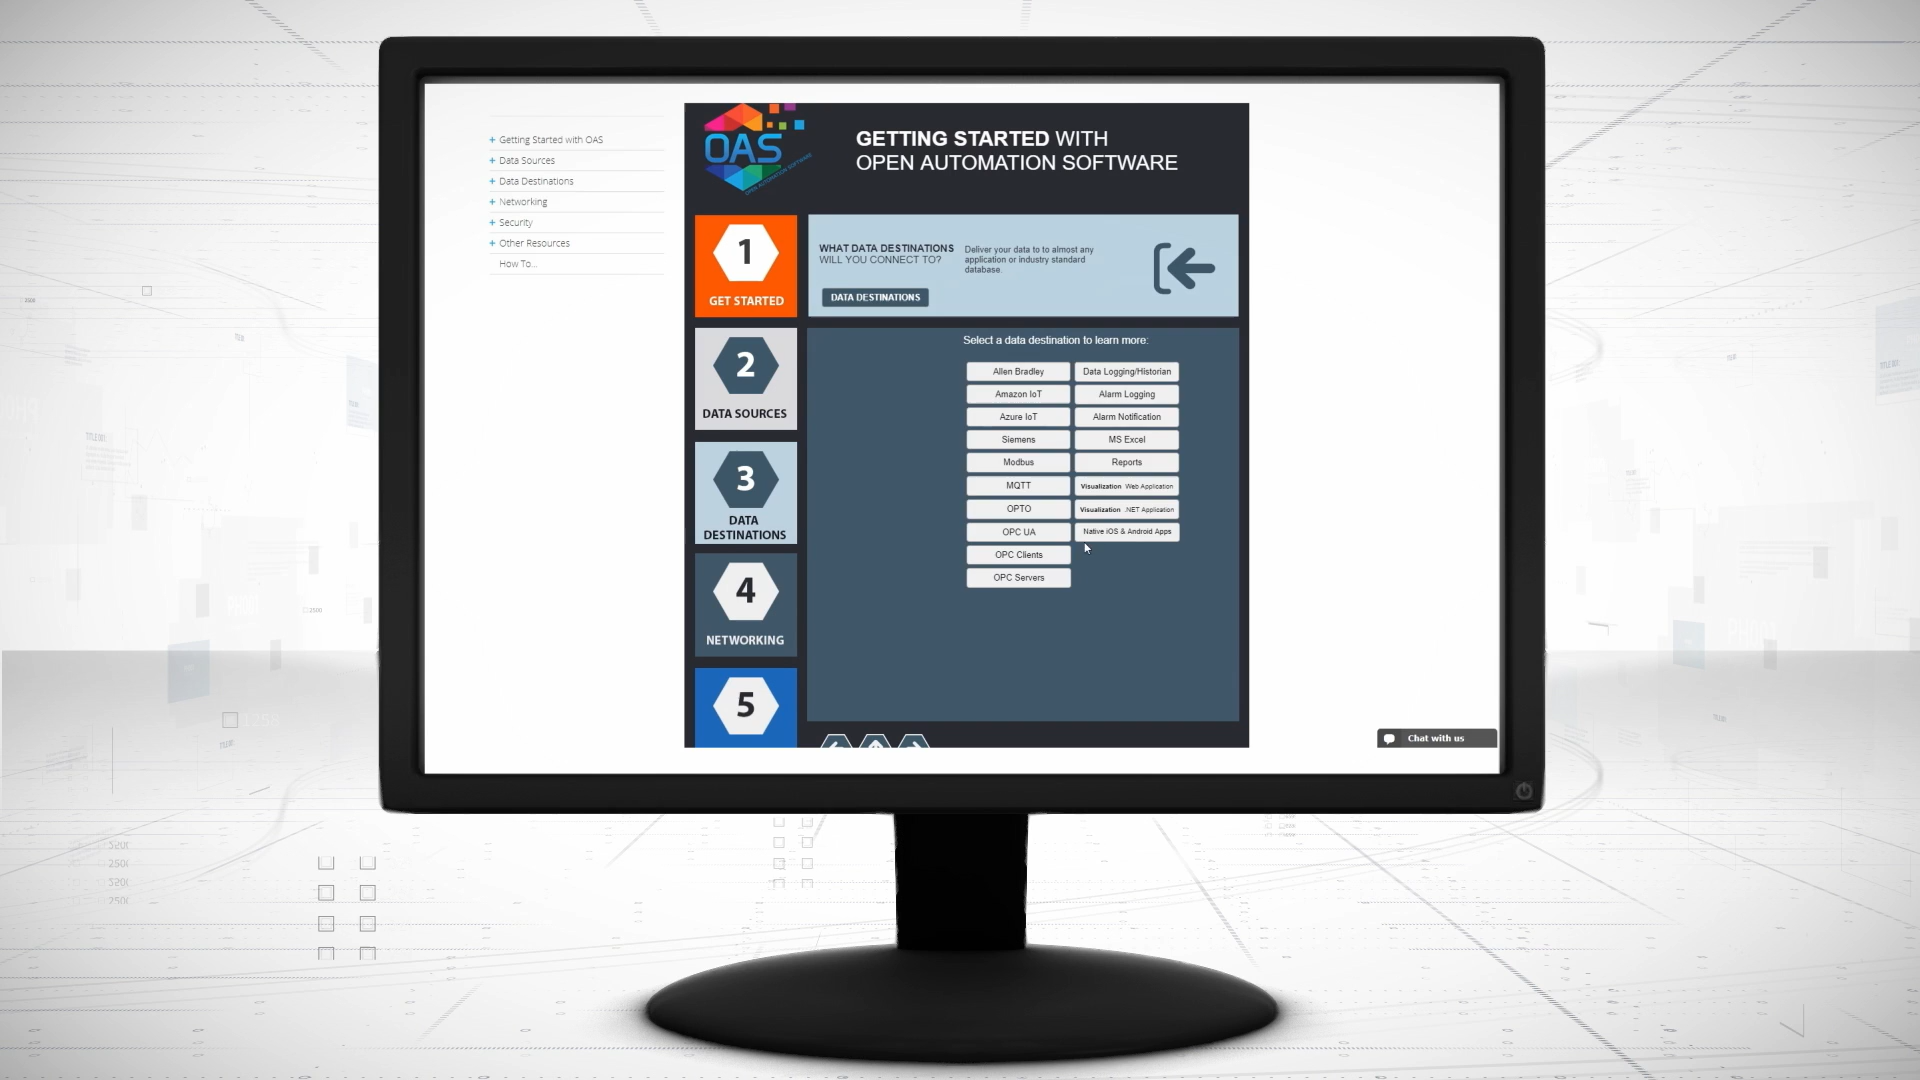 + Getting Started with OAS
+ Data Sources
+ Data Destinations
+ Networking
+ Security
+ Other Resources
How To...
OAS
OPEN AUTOMATION SOFTWARE
GETTING STARTED WITH
OPEN AUTOMATION SOFTWARE
1
GET STARTED
2
DATA SOURCES
3
DATA
DESTINATIONS
4
NETWORKING
5
WHAT DATA DESTINATIONS
WILL YOU CONNECT TO?
Deliver your data to to almost any
application or industry standard
database.
DATA DESTINATIONS
Select a data destination to learn more:
Allen Bradley
Amazon IoT
Azure IoT
Siemens
Modbus
MQTT
OPTO
OPC UA
OPC Clients
OPC Servers
Data Logging/Historian
Alarm Logging
Alarm Notification
MS Excel
Reports
Visualization Web Application
Visualization .NET Application
Native iOS & Android Apps
Chat with us